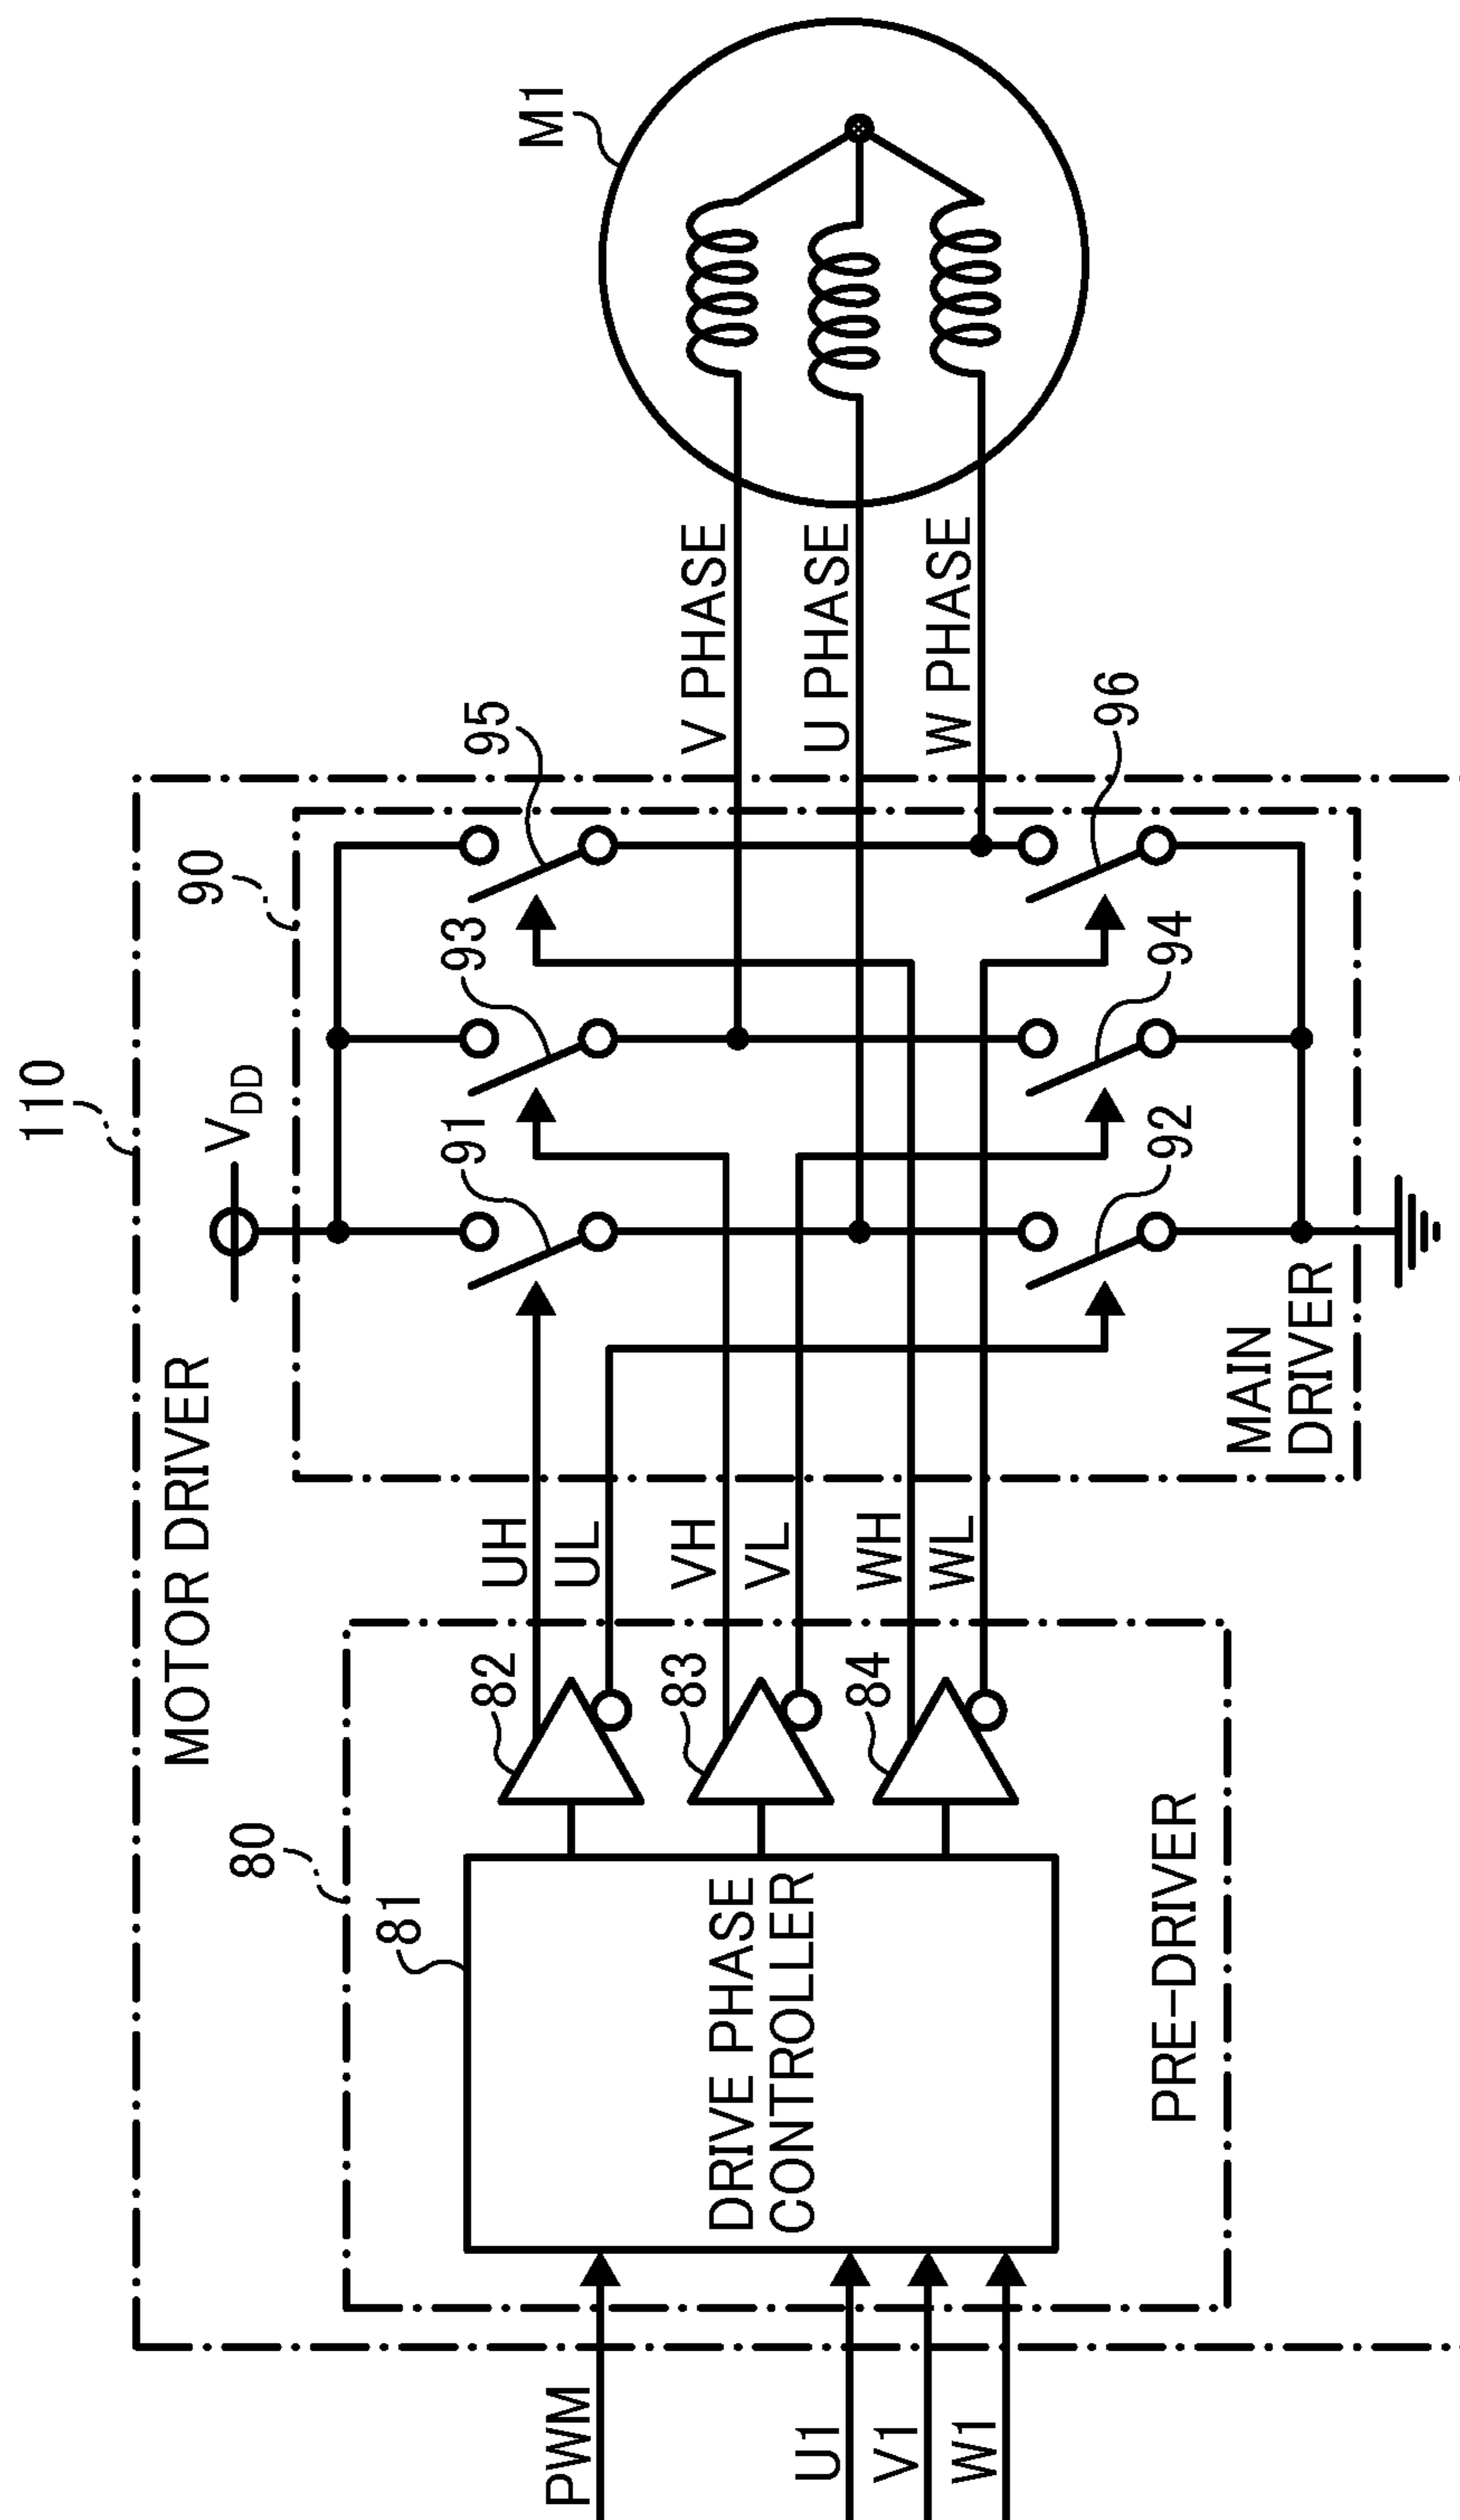 110
MOTOR DRIVER
V_DD
80
90
81
DRIVE PHASE
CONTROLLER
PRE-DRIVER
PWM
U1
V1
W1
82
83
84
UH
UL
VH
VL
WH
WL
91
93
95
92
94
96
MAIN
DRIVER
V PHASE
U PHASE
W PHASE
M1